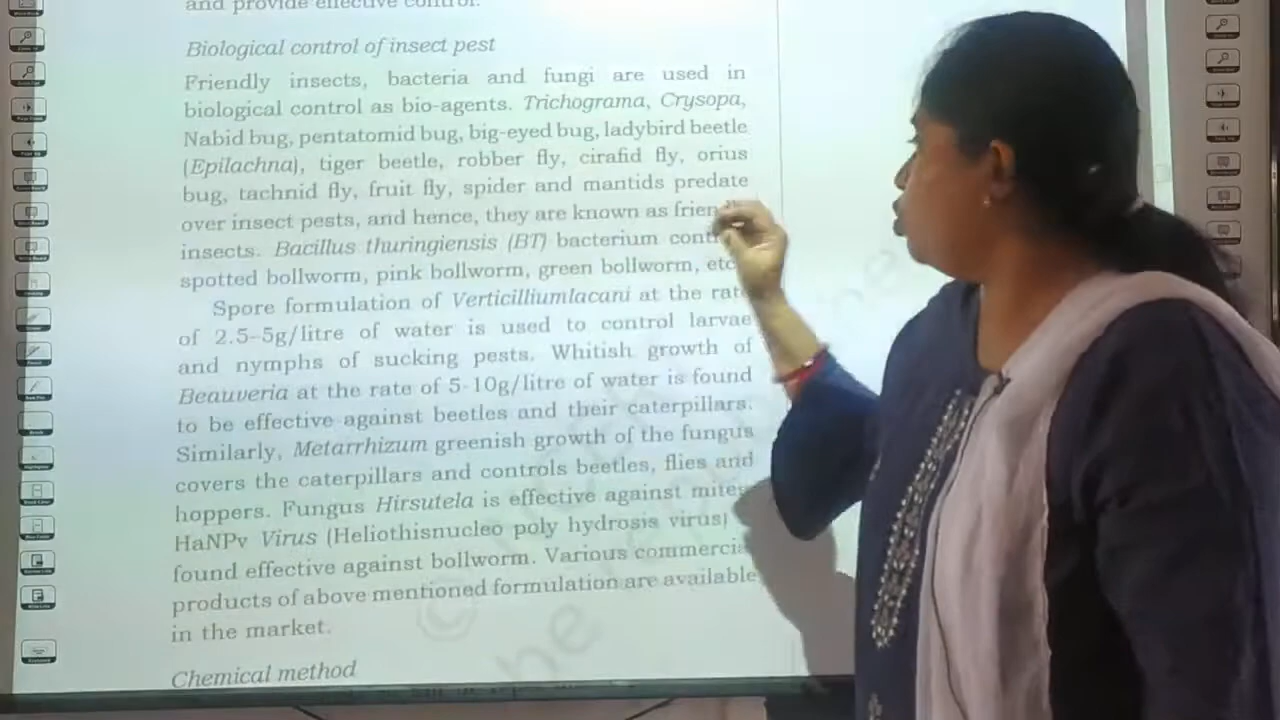 and provide effective control.
Biological control of insect pest
Friendly insects, bacteria and fungi are used in
biological control as bio-agents. Trichograma, Crysopa,
Nabid bug, pentatomid bug, big-eyed bug, ladybird beetle
(Epilachna), tiger beetle, robber fly, cirafid fly, orius
bug, tachnid fly, fruit fly, spider and mantids predate
over insect pests, and hence, they are known as friendly
insects. Bacillus thuringiensis (BT) bacterium cont
spotted bollworm, pink bollworm, green bollworm, etc
Spore formulation of Verticilliumlacani at the rate
of 2.5–5g/litre of water is used to control larvae
and nymphs of sucking pests. Whitish growth of
Beauveria at the rate of 5-10g/litre of water is found
to be effective against beetles and their caterpillars.
Similarly, Metarrhizum greenish growth of the fungus
covers the caterpillars and controls beetles, flies and
hoppers. Fungus Hirsutela is effective against mites
HaNPv Virus (Heliothisnucleo poly hydrosis virus)
found effective against bollworm. Various commercia
products of above mentioned formulation are available
in the market.
Chemical method